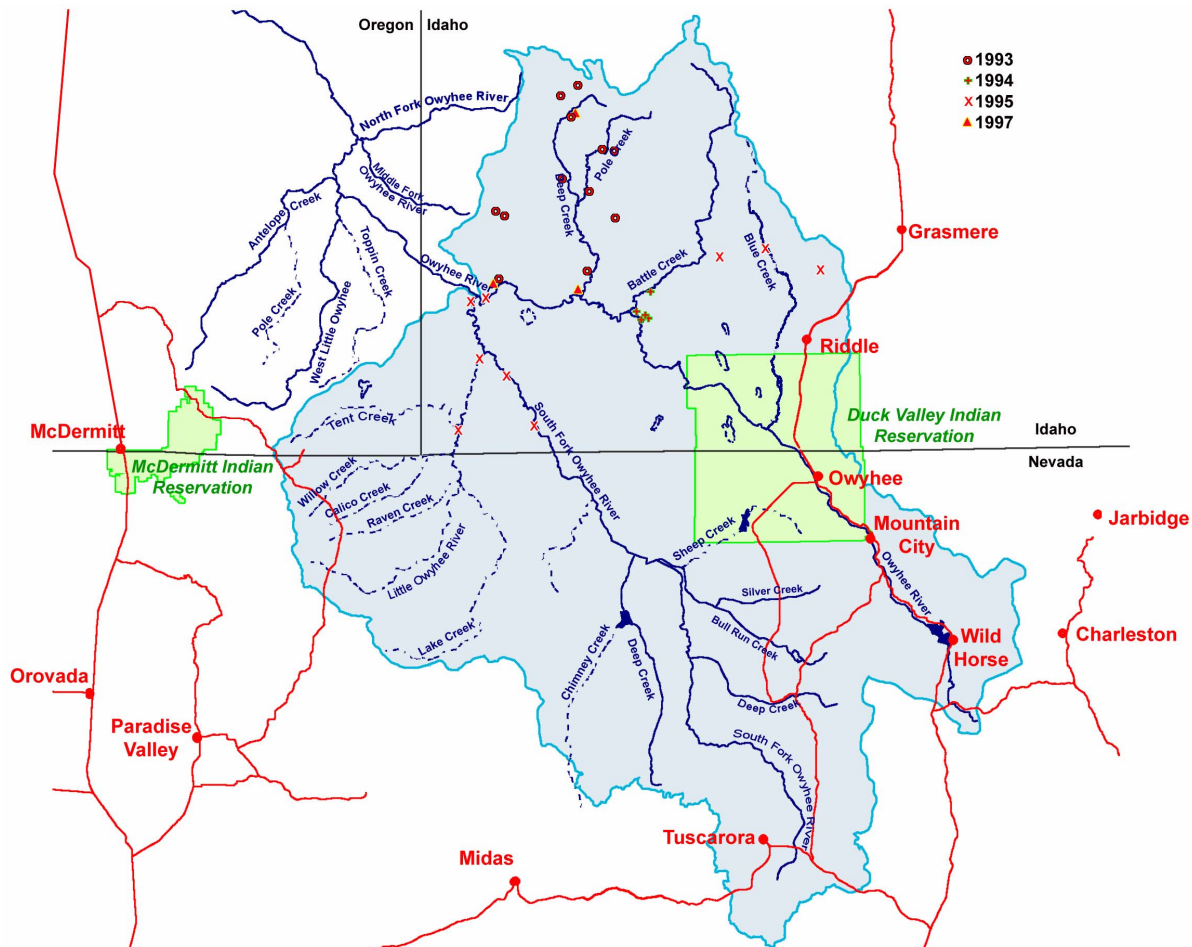 Oregon
Idaho
1993
1994
1995
1997
North Fork Owyhee River
Middle Fork
Owyhee River
Pole Creek
Deep Creek
Antelope Creek
Toppin Creek
Pole Creek
West Little Owyhee
Owyhee River
Battle Creek
Blue Creek
Grasmere
Riddle
Duck Valley Indian
Reservation
McDermitt
McDermitt Indian
Reservation
Tent Creek
Idaho
Nevada
Willow Creek
Calico Creek
Raven Creek
South Fork Owyhee River
Owyhee
Little Owyhee River
Sheep Creek
Mountain
City
Jarbidge
Owyhee River
Silver Creek
Bull Run Creek
Lake Creek
Chimney Creek
Deep Creek
Wild
Horse
Charleston
Orovada
Deep Creek
Paradise
Valley
South Fork Owyhee River
Tuscarora
Midas